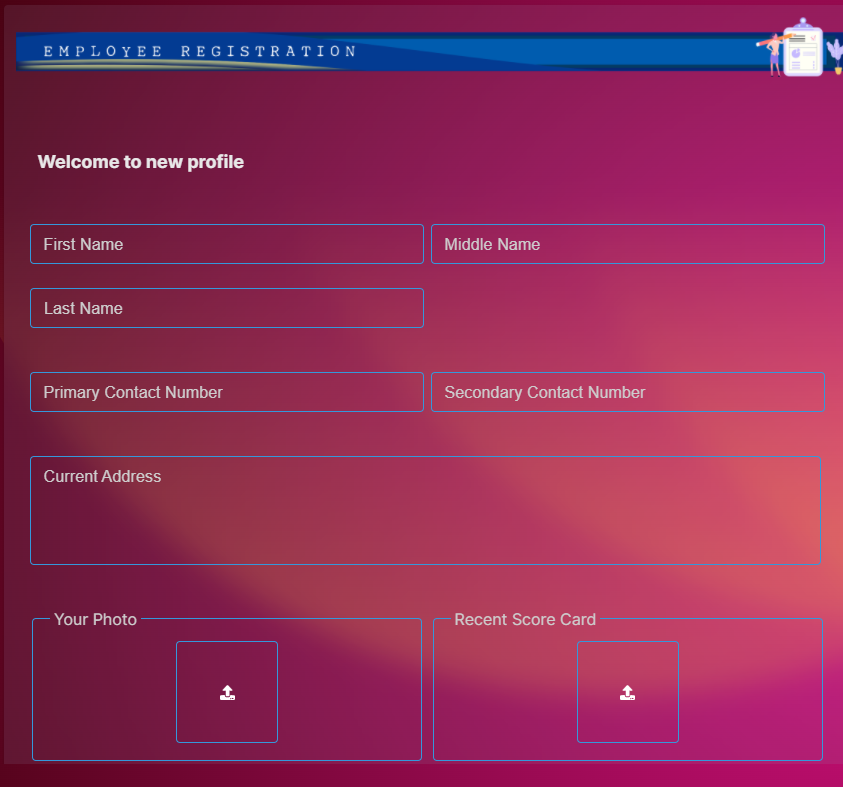 EMPLOYEE REGISTRATION
Welcome to new profile
First Name
Middle Name
Last Name
Primary Contact Number
Secondary Contact Number
Current Address
Your Photo
Recent Score Card